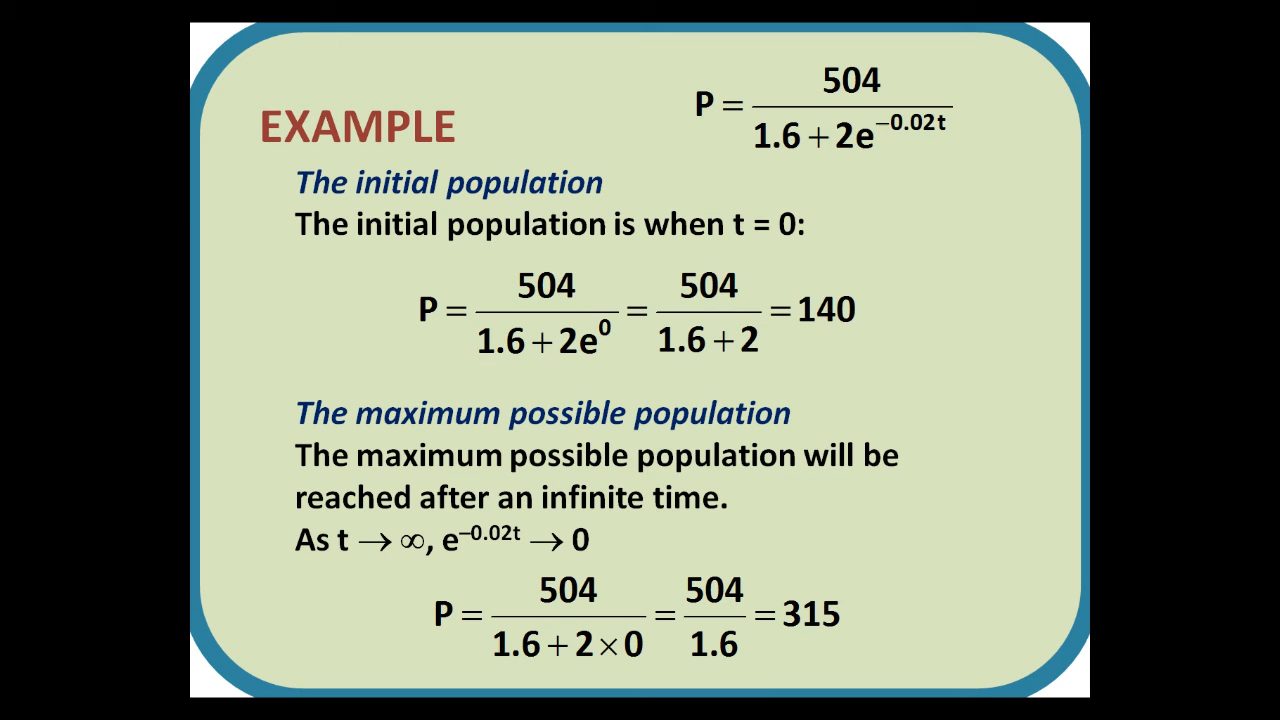 EXAMPLE
P = 504 / (1.6 + 2e^−0.02t)
The initial population
The initial population is when t = 0:
P = 504 / (1.6 + 2e^0) = 504 / (1.6 + 2) = 140
The maximum possible population
The maximum possible population will be
reached after an infinite time.
As t → ∞, e^−0.02t → 0
P = 504 / (1.6 + 2 × 0) = 504 / 1.6 = 315